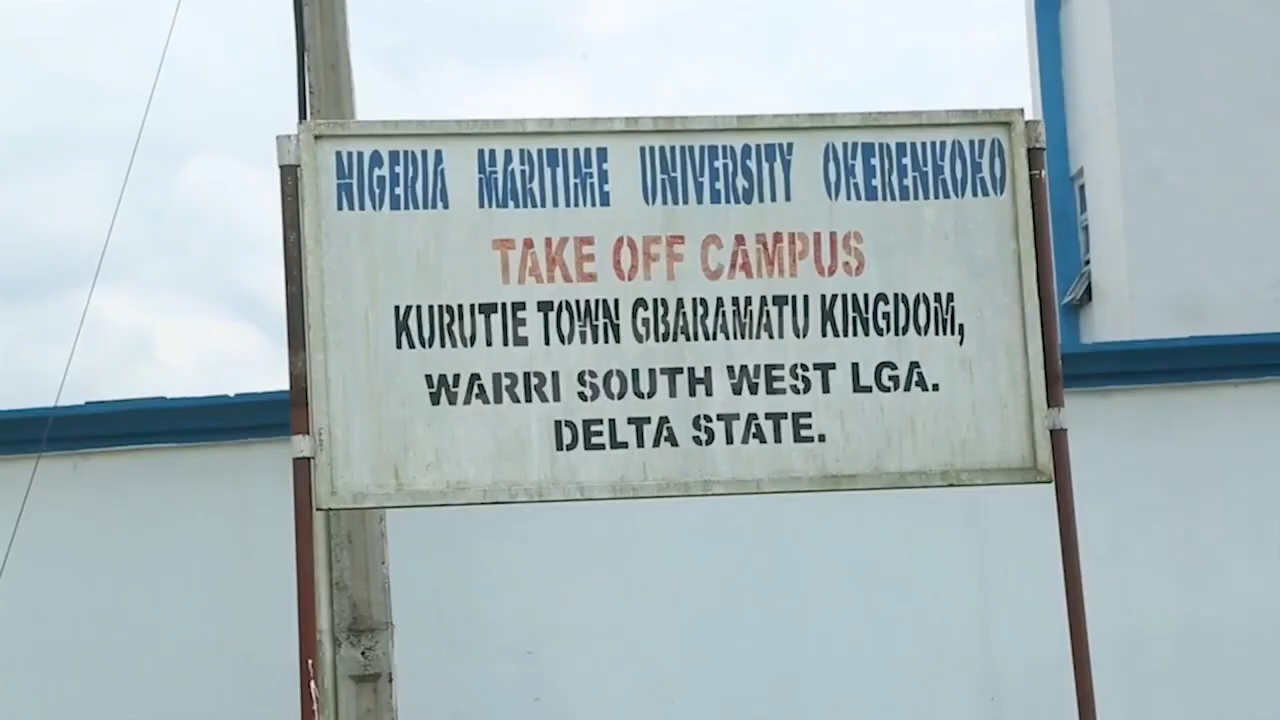 NIGERIA MARITIME UNIVERSITY OKERENKOKO
TAKE OFF CAMPUS
KURUTIE TOWN GBARAMATU KINGDOM,
WARRI SOUTH WEST LGA.
DELTA STATE.